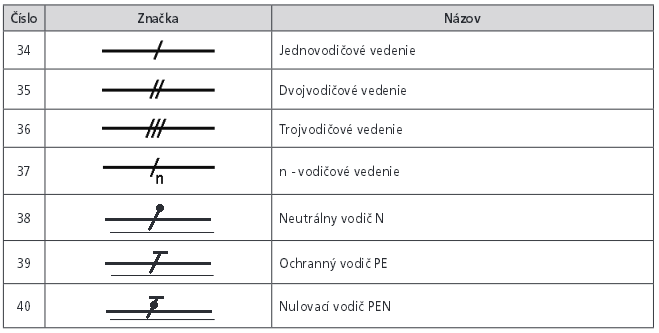 Číslo Značka Názov
34 Jednovodičové vedenie
35 Dvojvodičové vedenie
36 Trojvodičové vedenie
37 n n - vodičové vedenie
38 Neutrálny vodič N
39 Ochranný vodič PE
40 Nulovací vodič PEN